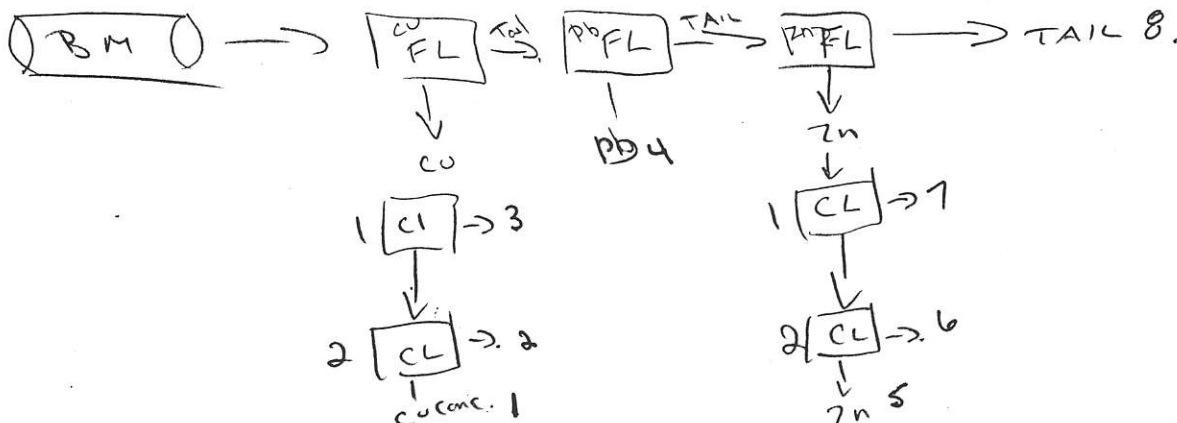 BM
cu FL Tail pb FL TAIL zn FL TAIL 8.
cu pb 4 zn
1 Cl → 3 1 CL → 7
2 CL → 2 2 CL → 6
cu conc. 1 zn 5